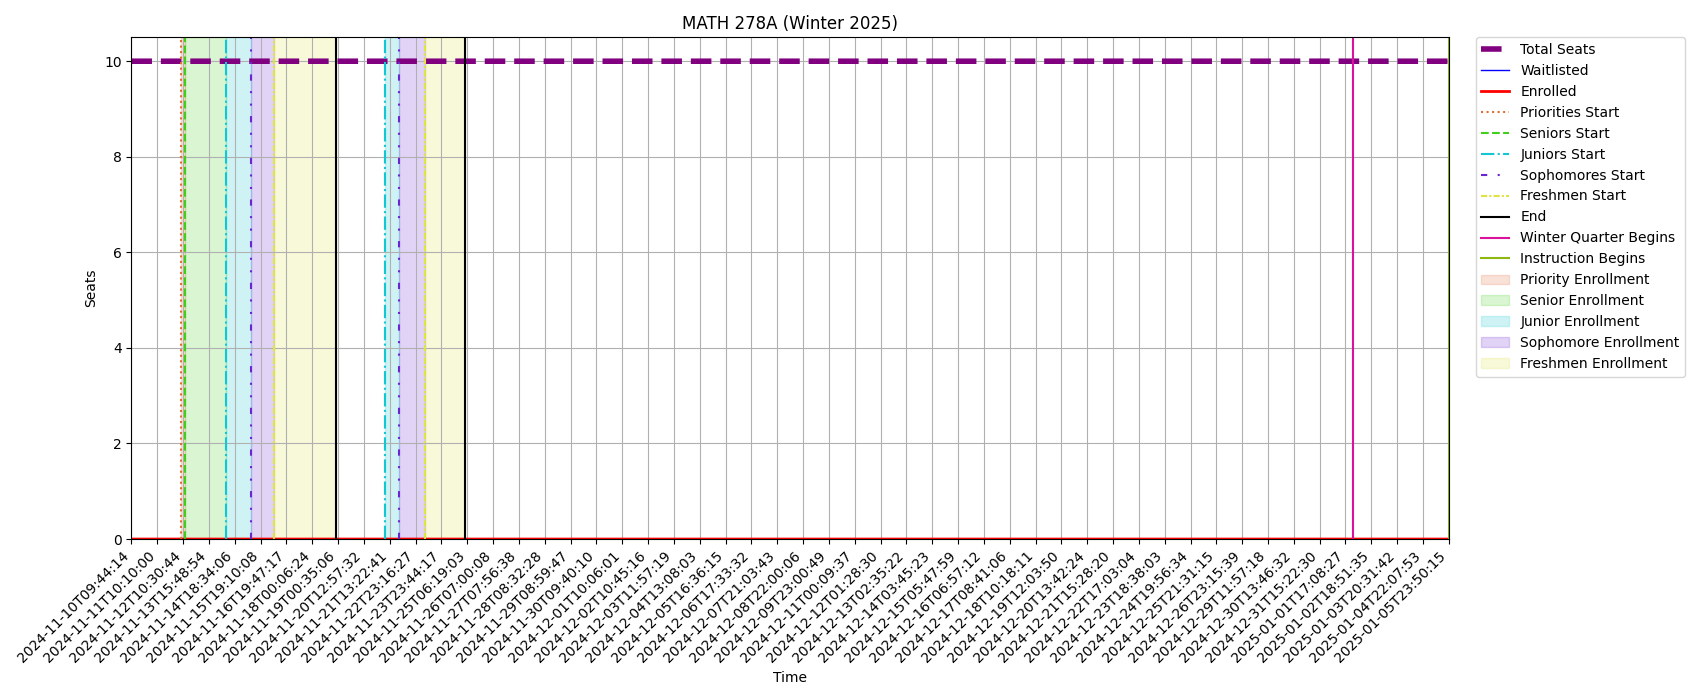 MATH 278A (Winter 2025)
10
8
6
4
2
0
Seats
2024-11-10T09:44:14
2024-11-11T10:10:00
2024-11-12T10:30:44
2024-11-13T15:48:54
2024-11-14T18:34:06
2024-11-15T19:10:08
2024-11-16T19:47:17
2024-11-18T00:06:24
2024-11-19T00:35:06
2024-11-20T12:57:32
2024-11-21T13:22:41
2024-11-22T23:16:27
2024-11-23T23:44:17
2024-11-25T06:19:03
2024-11-26T07:00:08
2024-11-27T07:56:38
2024-11-28T08:32:28
2024-11-29T08:59:47
2024-11-30T09:40:10
2024-12-01T10:06:01
2024-12-02T10:45:16
2024-12-03T11:57:19
2024-12-04T13:08:03
2024-12-05T16:36:15
2024-12-06T17:33:32
2024-12-07T21:03:43
2024-12-08T22:00:06
2024-12-09T23:00:49
2024-12-11T00:09:37
2024-12-12T01:28:30
2024-12-13T02:35:22
2024-12-14T03:45:23
2024-12-15T05:47:59
2024-12-16T06:57:12
2024-12-17T08:41:06
2024-12-18T10:18:11
2024-12-19T12:03:50
2024-12-20T13:42:24
2024-12-21T15:28:20
2024-12-22T17:03:04
2024-12-23T18:38:03
2024-12-24T19:56:34
2024-12-25T21:31:15
2024-12-26T23:15:39
2024-12-29T11:57:18
2024-12-30T13:46:32
2024-12-31T15:22:30
2025-01-01T17:08:27
2025-01-02T18:51:35
2025-01-03T20:31:42
2025-01-04T22:07:53
2025-01-05T23:50:15
Time
Total Seats
Waitlisted
Enrolled
Priorities Start
Seniors Start
Juniors Start
Sophomores Start
Freshmen Start
End
Winter Quarter Begins
Instruction Begins
Priority Enrollment
Senior Enrollment
Junior Enrollment
Sophomore Enrollment
Freshmen Enrollment